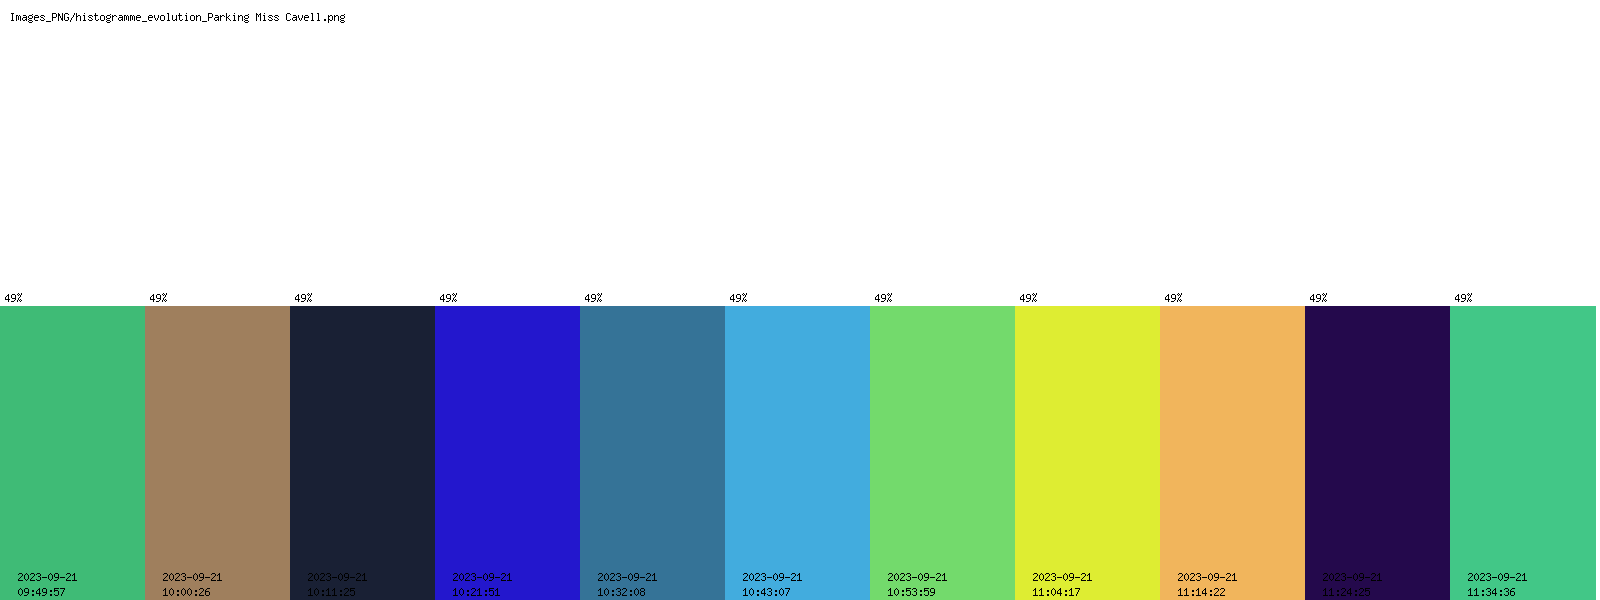 Images_PNG/histogramme_evolution_Parking Miss Cavell.png
49% 49% 49% 49% 49% 49% 49% 49% 49% 49% 49%
2023-09-21 2023-09-21 2023-09-21 2023-09-21 2023-09-21 2023-09-21 2023-09-21 2023-09-21 2023-09-21 2023-09-21 2023-09-21
09:49:57 10:00:26 10:11:25 10:21:51 10:32:08 10:43:07 10:53:59 11:04:17 11:14:22 11:24:25 11:34:36